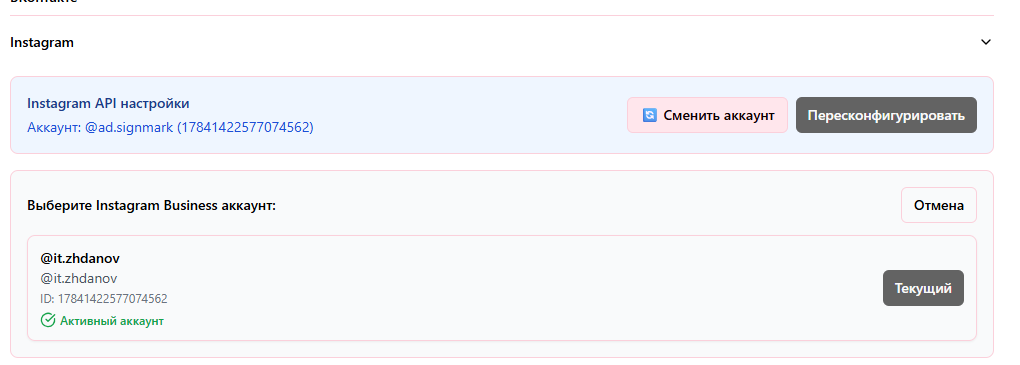 ВКонтакте
Instagram
Instagram API настройки
Аккаунт: @ad.signmark (17841422577074562)
Сменить аккаунт
Пересконфигурировать
Выберите Instagram Business аккаунт:
Отмена
@it.zhdanov
@it.zhdanov
ID: 17841422577074562
Активный аккаунт
Текущий